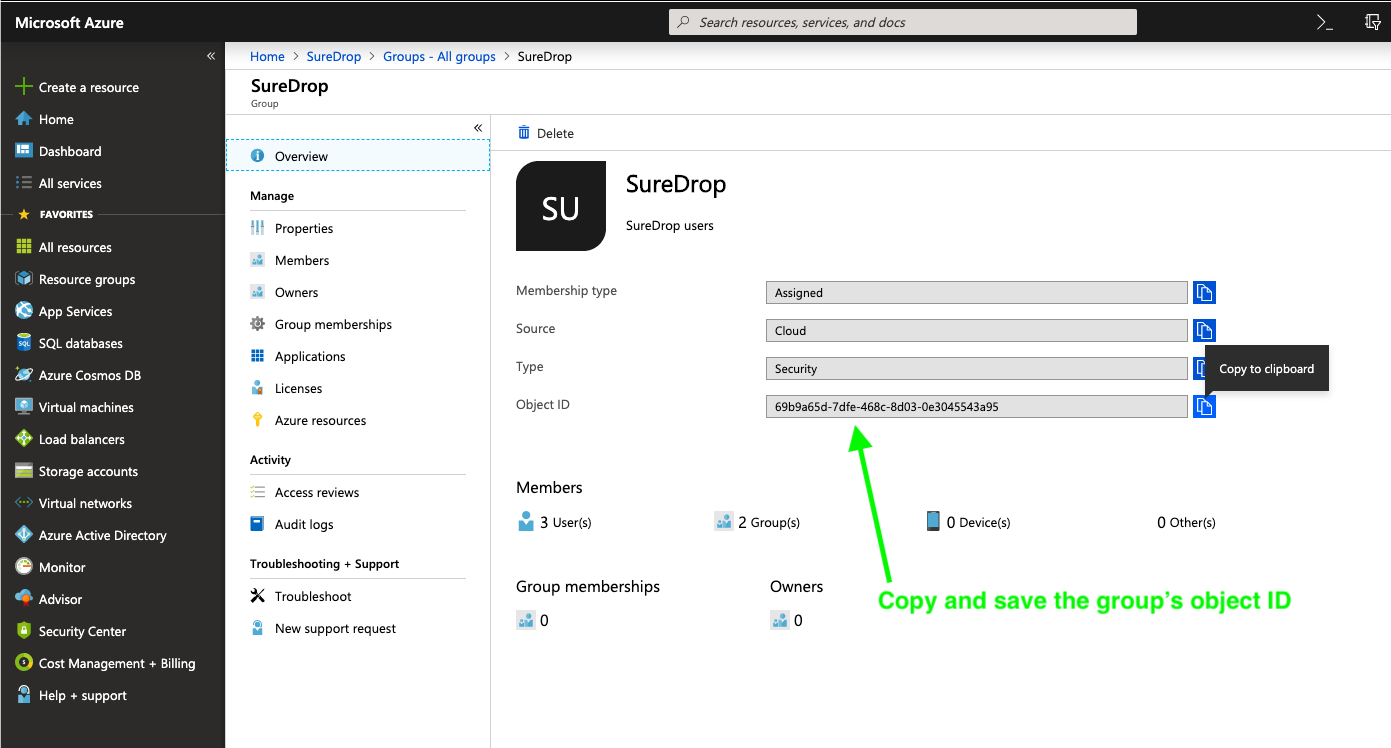 Microsoft Azure
Search resources, services, and docs
Create a resource
Home
Dashboard
All services
FAVORITES
All resources
Resource groups
App Services
SQL databases
Azure Cosmos DB
Virtual machines
Load balancers
Storage accounts
Virtual networks
Azure Active Directory
Monitor
Advisor
Security Center
Cost Management + Billing
Help + support
Home > SureDrop > Groups - All groups > SureDrop
SureDrop
Group
Overview
Manage
Properties
Members
Owners
Group memberships
Applications
Licenses
Azure resources
Activity
Access reviews
Audit logs
Troubleshooting + Support
Troubleshoot
New support request
Delete
SU
SureDrop
SureDrop users
Membership type
Assigned
Source
Cloud
Type
Security
Copy to clipboard
Object ID
69b9a65d-7dfe-468c-8d03-0e3045543a95
Members
3 User(s)
2 Group(s)
0 Device(s)
0 Other(s)
Group memberships
0
Owners
0
Copy and save the group's object ID